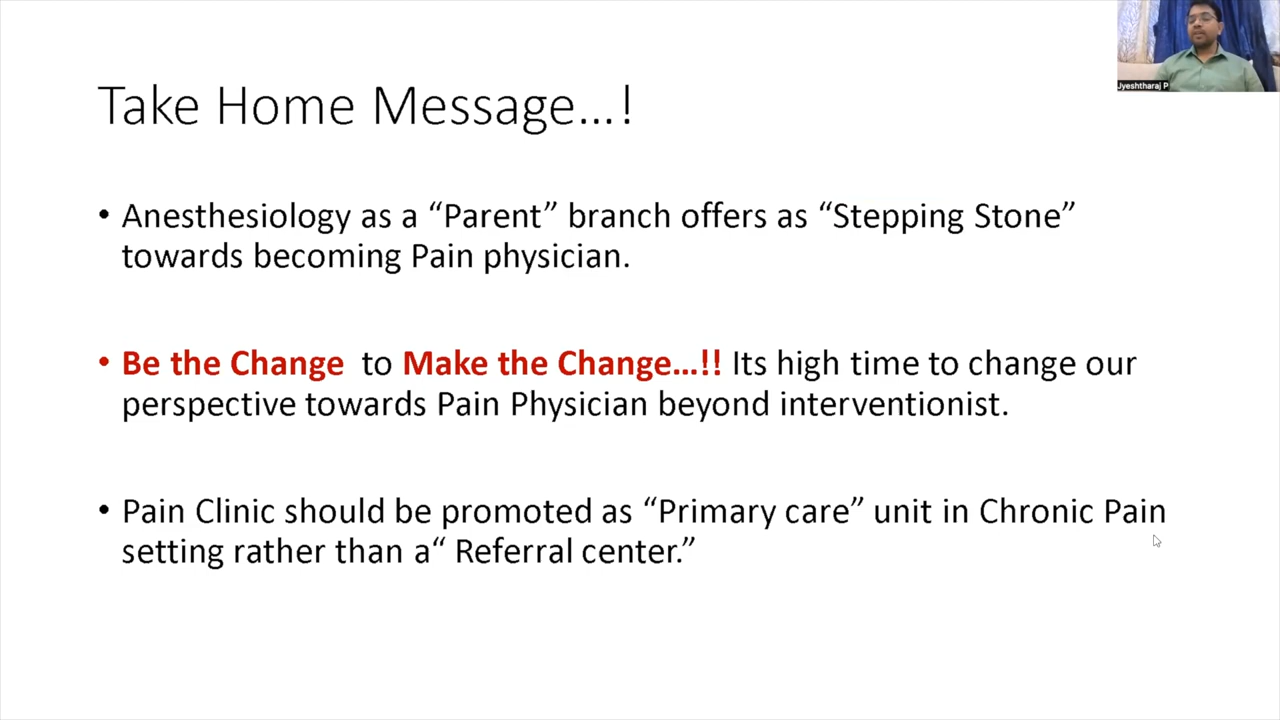 Jyeshtharaj P
Take Home Message...!
• Anesthesiology as a “Parent” branch offers as “Stepping Stone”
towards becoming Pain physician.
• Be the Change  to Make the Change...!! Its high time to change our
perspective towards Pain Physician beyond interventionist.
• Pain Clinic should be promoted as “Primary care” unit in Chronic Pain
setting rather than a“ Referral center.”